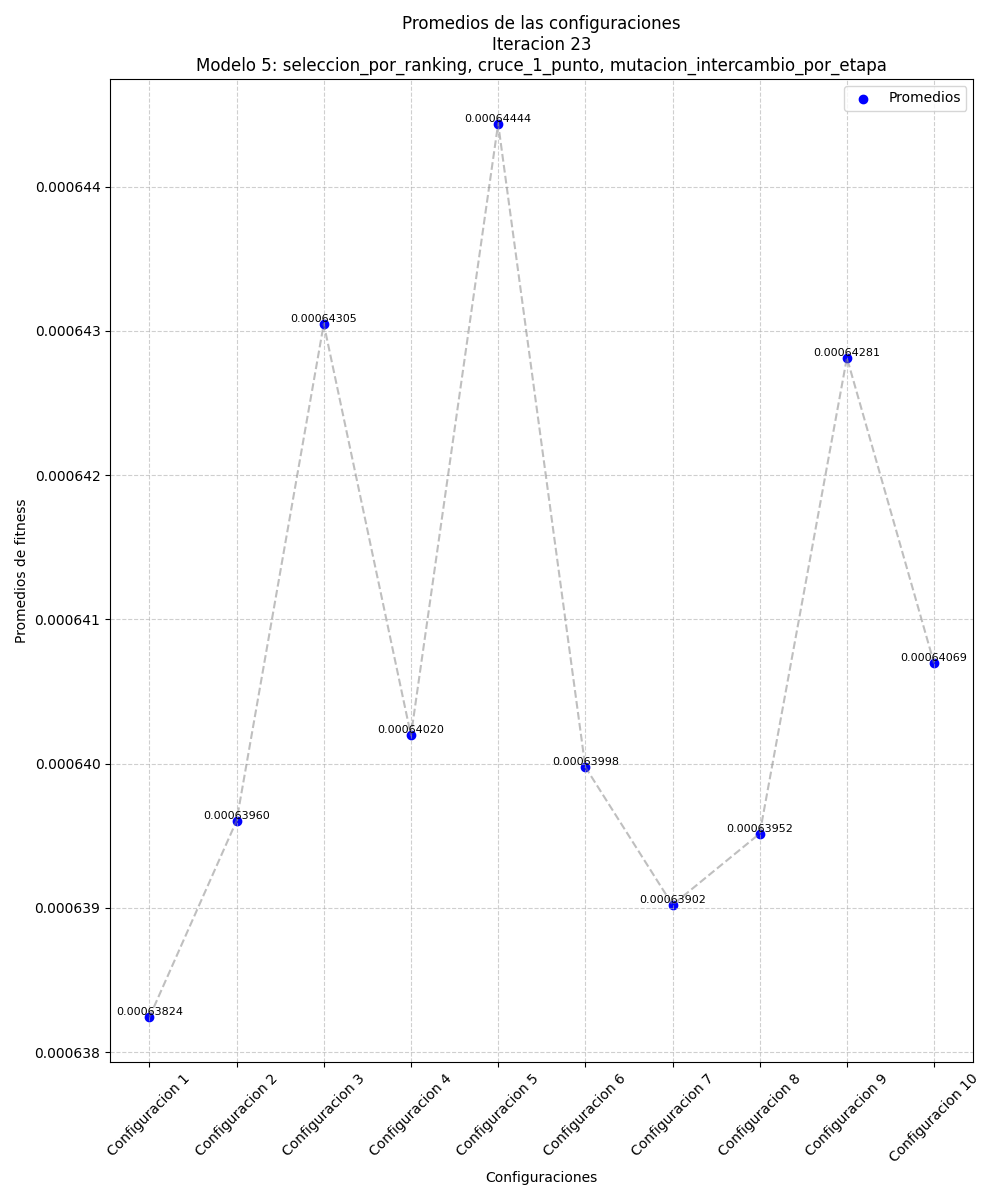 Promedios de las configuraciones
Iteracion 23
Modelo 5: seleccion_por_ranking, cruce_1_punto, mutacion_intercambio_por_etapa
Promedios
0.00064444
0.000644
0.00064305
0.000643
0.00064281
0.000642
Promedios de fitness
0.000641
0.00064069
0.00064020
0.00063998
0.000640
0.00063960
0.00063952
0.00063902
0.000639
0.00063824
0.000638
Configuracion 1
Configuracion 2
Configuracion 3
Configuracion 4
Configuracion 5
Configuracion 6
Configuracion 7
Configuracion 8
Configuracion 9
Configuracion 10
Configuraciones